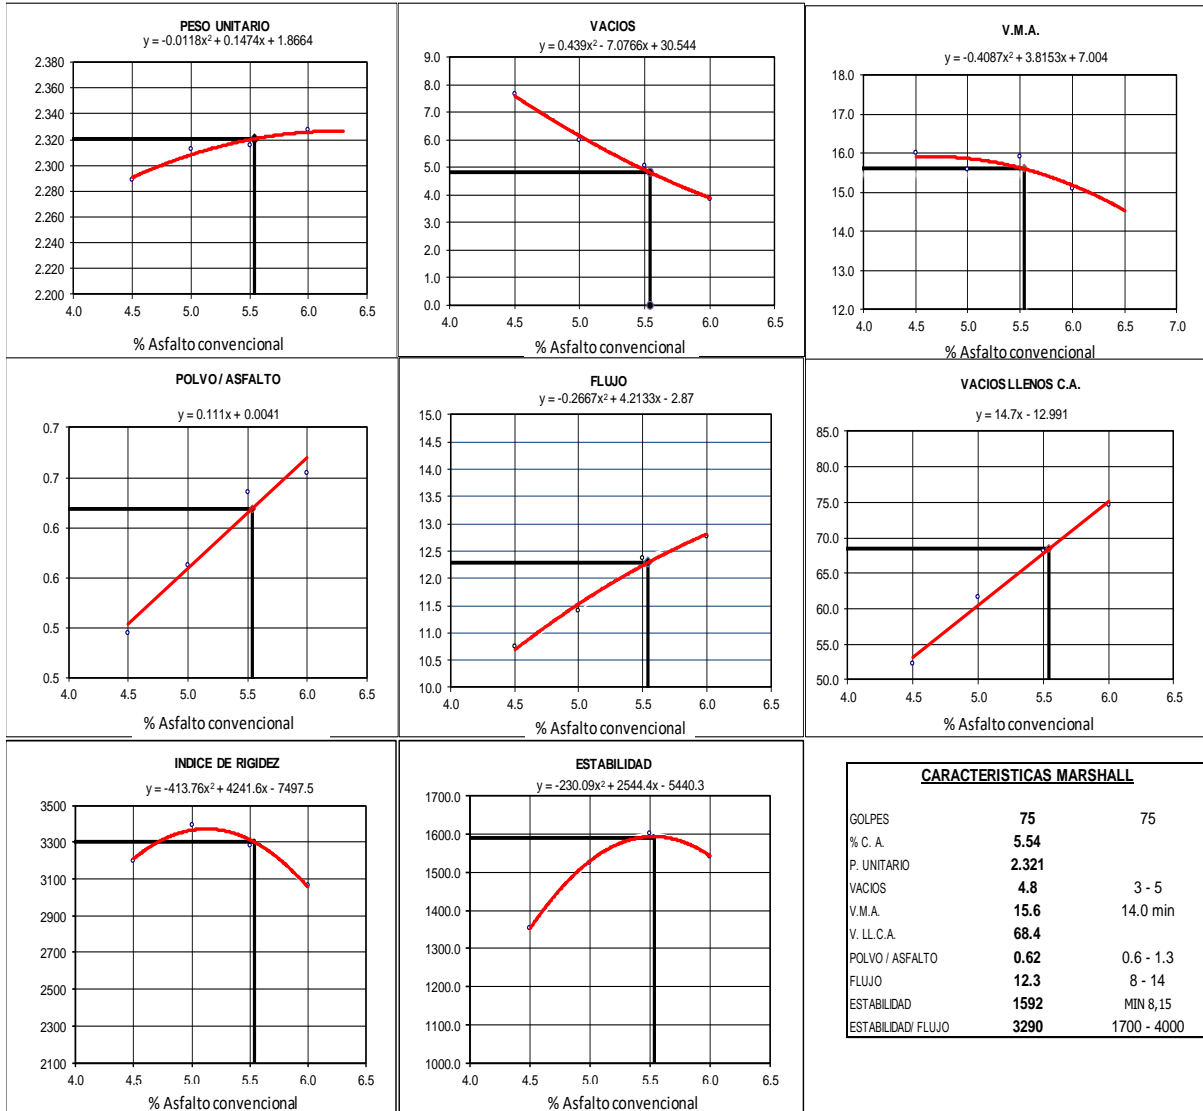 PESO UNITARIO
y = -0.0118x² + 0.1474x + 1.8664
2.380
2.360
2.340
2.320
2.300
2.280
2.260
2.240
2.220
2.200
4.0 4.5 5.0 5.5 6.0 6.5
% Asfalto convencional
VACIOS
y = 0.439x² - 7.0766x + 30.544
9.0
8.0
7.0
6.0
5.0
4.0
3.0
2.0
1.0
0.0
4.0 4.5 5.0 5.5 6.0 6.5
% Asfalto convencional
V.M.A.
y = -0.4087x² + 3.8153x + 7.004
18.0
17.0
16.0
15.0
14.0
13.0
12.0
4.0 4.5 5.0 5.5 6.0 6.5 7.0
% Asfalto convencional
POLVO / ASFALTO
y = 0.111x + 0.0041
0.7
0.7
0.6
0.6
0.5
0.5
4.0 4.5 5.0 5.5 6.0 6.5
% Asfalto convencional
FLUJO
y = -0.2667x² + 4.2133x - 2.87
15.0
14.5
14.0
13.5
13.0
12.5
12.0
11.5
11.0
10.5
10.0
4.0 4.5 5.0 5.5 6.0 6.5
% Asfalto convencional
VACIOS LLENOS C.A.
y = 14.7x - 12.991
85.0
80.0
75.0
70.0
65.0
60.0
55.0
50.0
4.0 4.5 5.0 5.5 6.0 6.5
% Asfalto convencional
INDICE DE RIGIDEZ
y = -413.76x² + 4241.6x - 7497.5
3500
3300
3100
2900
2700
2500
2300
2100
4.0 4.5 5.0 5.5 6.0 6.5
% Asfalto convencional
ESTABILIDAD
y = -230.09x² + 2544.4x - 5440.3
1700.0
1600.0
1500.0
1400.0
1300.0
1200.0
1100.0
1000.0
4.0 4.5 5.0 5.5 6.0 6.5
% Asfalto convencional
CARACTERISTICAS MARSHALL
GOLPES 75 75
% C. A. 5.54
P. UNITARIO 2.321
VACIOS 4.8 3 - 5
V.M.A. 15.6 14.0 min
V. LL.C.A. 68.4
POLVO / ASFALTO 0.62 0.6 - 1.3
FLUJO 12.3 8 - 14
ESTABILIDAD 1592 MIN 8,15
ESTABILIDAD/ FLUJO 3290 1700 - 4000